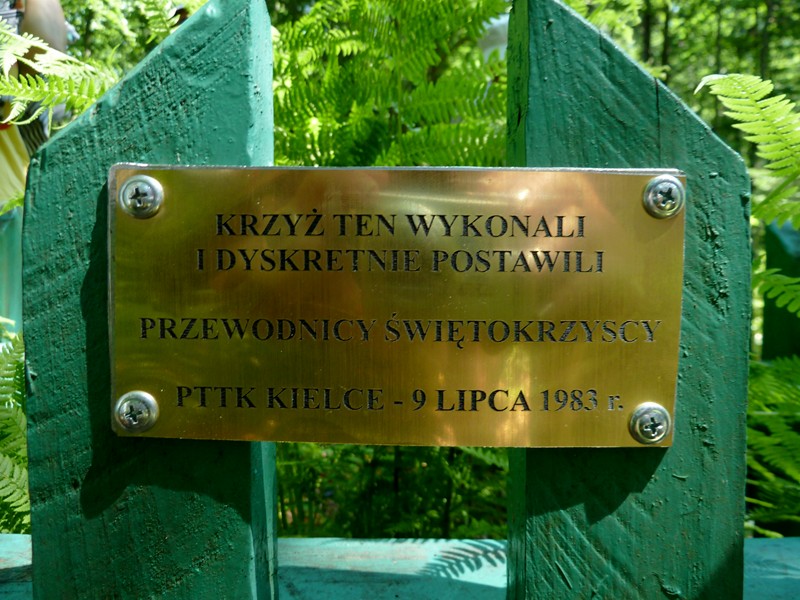 KRZYŻ TEN WYKONALI
I DYSKRETNIE POSTAWILI
PRZEWODNICY ŚWIĘTOKRZYSCY
PTTK KIELCE - 9 LIPCA 1983 r.